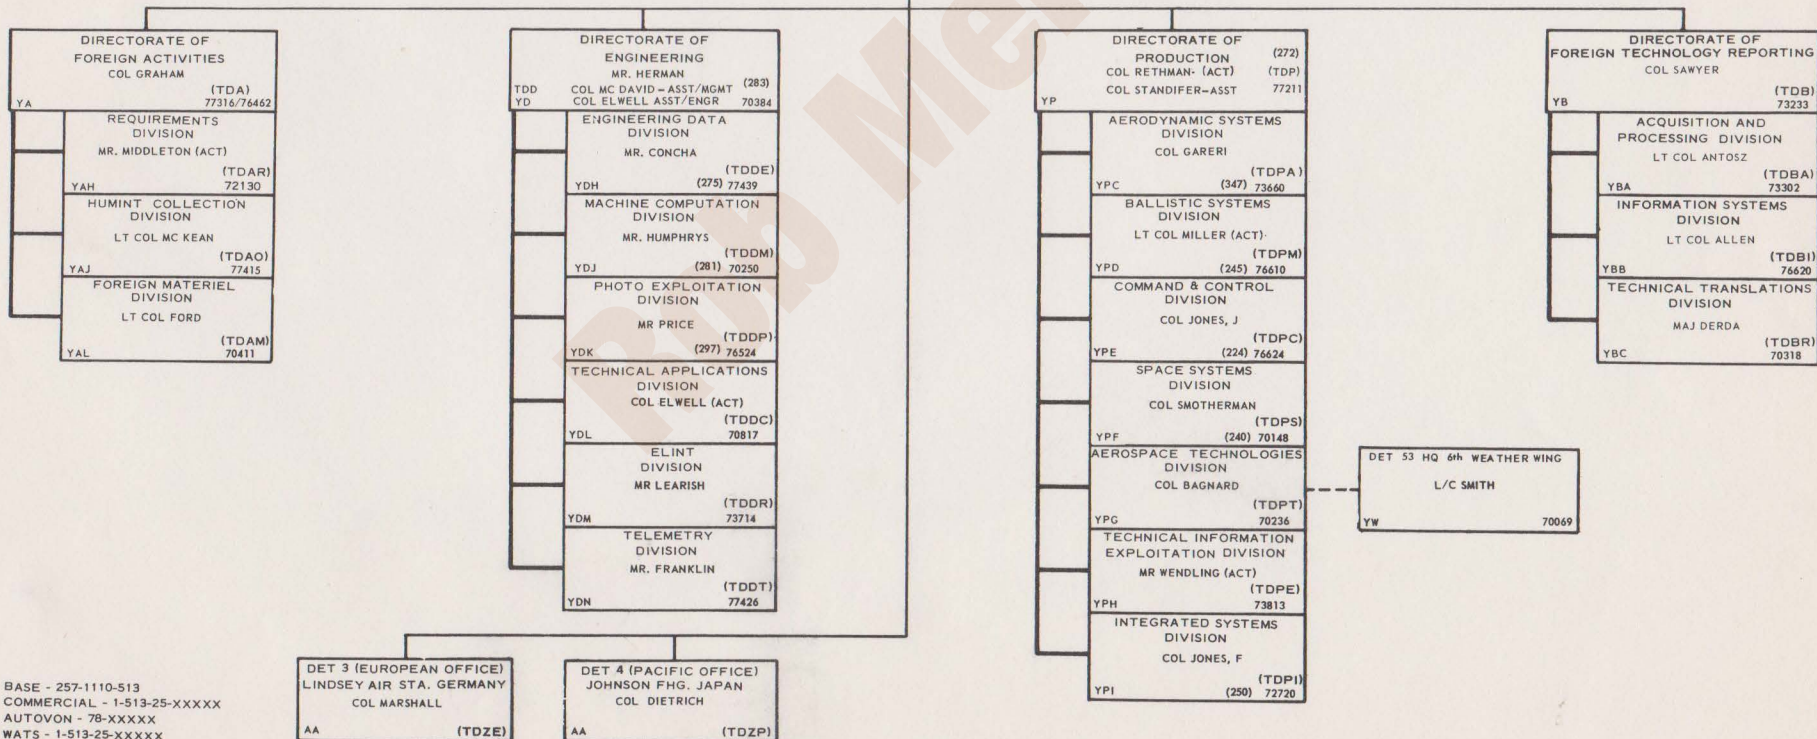 DIRECTORATE OF
FOREIGN ACTIVITIES
COL GRAHAM
(TDA)
YA 77316/76462
REQUIREMENTS
DIVISION
MR. MIDDLETON (ACT)
(TDAR)
YAH 72130
HUMINT COLLECTION
DIVISION
LT COL MC KEAN
(TDAO)
YAJ 77415
FOREIGN MATERIEL
DIVISION
LT COL FORD
(TDAM)
YAL 70411
DIRECTORATE OF
ENGINEERING
MR. HERMAN
TDD COL MC DAVID - ASST/MGMT (283)
YD COL ELWELL ASST/ENGR 70384
ENGINEERING DATA
DIVISION
MR. CONCHA
(TDDE)
YDH (275) 77439
MACHINE COMPUTATION
DIVISION
MR. HUMPHRYS
(TDDM)
YDJ (281) 70250
PHOTO EXPLOITATION
DIVISION
MR PRICE
(TDDP)
YDK (297) 76524
TECHNICAL APPLICATIONS
DIVISION
COL ELWELL (ACT)
(TDDC)
YDL 70817
ELINT
DIVISION
MR LEARISH
(TDDR)
YDM 73714
TELEMETRY
DIVISION
MR. FRANKLIN
(TDDT)
YDN 77426
DIRECTORATE OF
PRODUCTION (272)
COL RETHMAN- (ACT) (TDP)
COL STANDIFER-ASST 77211
YP
AERODYNAMIC SYSTEMS
DIVISION
COL GARERI
(TDPA)
YPC (347) 73660
BALLISTIC SYSTEMS
DIVISION
LT COL MILLER (ACT)
(TDPM)
YPD (245) 76610
COMMAND & CONTROL
DIVISION
COL JONES, J
(TDPC)
YPE (224) 76624
SPACE SYSTEMS
DIVISION
COL SMOTHERMAN
(TDPS)
YPF (240) 70148
AEROSPACE TECHNOLOGIES
DIVISION
COL BAGNARD
(TDPT)
YPG 70236
TECHNICAL INFORMATION
EXPLOITATION DIVISION
MR WENDLING (ACT)
(TDPE)
YPH 73813
INTEGRATED SYSTEMS
DIVISION
COL JONES, F
(TDPI)
YPI (250) 72720
DET 53 HQ 6th WEATHER WING
L/C SMITH
YW 70069
DIRECTORATE OF
FOREIGN TECHNOLOGY REPORTING
COL SAWYER
(TDB)
YB 73233
ACQUISITION AND
PROCESSING DIVISION
LT COL ANTOSZ
(TDBA)
YBA 73302
INFORMATION SYSTEMS
DIVISION
LT COL ALLEN
(TDBI)
YBB 76620
TECHNICAL TRANSLATIONS
DIVISION
MAJ DERDA
(TDBR)
YBC 70318
DET 3 (EUROPEAN OFFICE)
LINDSEY AIR STA. GERMANY
COL MARSHALL
AA (TDZE)
DET 4 (PACIFIC OFFICE)
JOHNSON FHG. JAPAN
COL DIETRICH
AA (TDZP)
BASE - 257-1110-513
COMMERCIAL - 1-513-25-XXXXX
AUTOVON - 78-XXXXX
WATS - 1-513-25-XXXXX
Rob